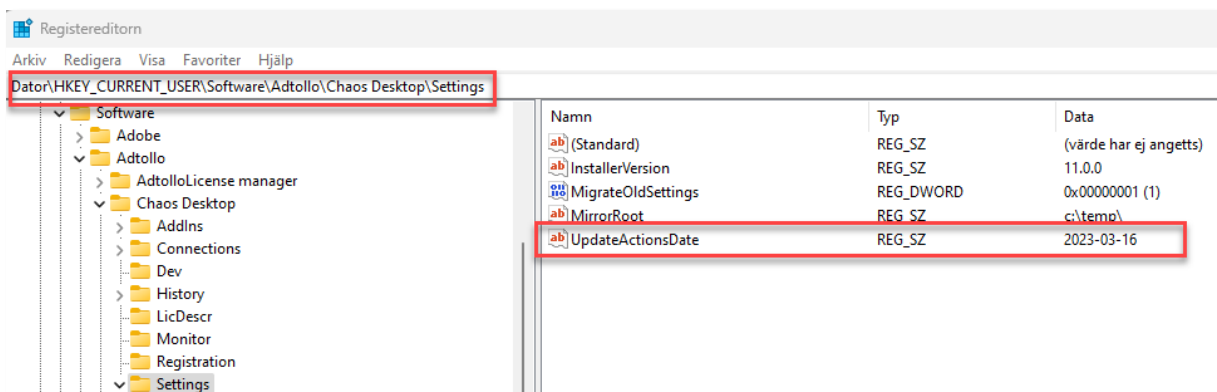 Registereditorn
Arkiv Redigera Visa Favoriter Hjälp
Dator\HKEY_CURRENT_USER\Software\Adtollo\Chaos Desktop\Settings
Software
Adobe
Adtollo
AdtolloLicense manager
Chaos Desktop
AddIns
Connections
Dev
History
LicDescr
Monitor
Registration
Settings
Namn Typ Data
(Standard) REG_SZ (värde har ej angetts)
InstallerVersion REG_SZ 11.0.0
MigrateOldSettings REG_DWORD 0x00000001 (1)
MirrorRoot REG_SZ c:\temp\
UpdateActionsDate REG_SZ 2023-03-16